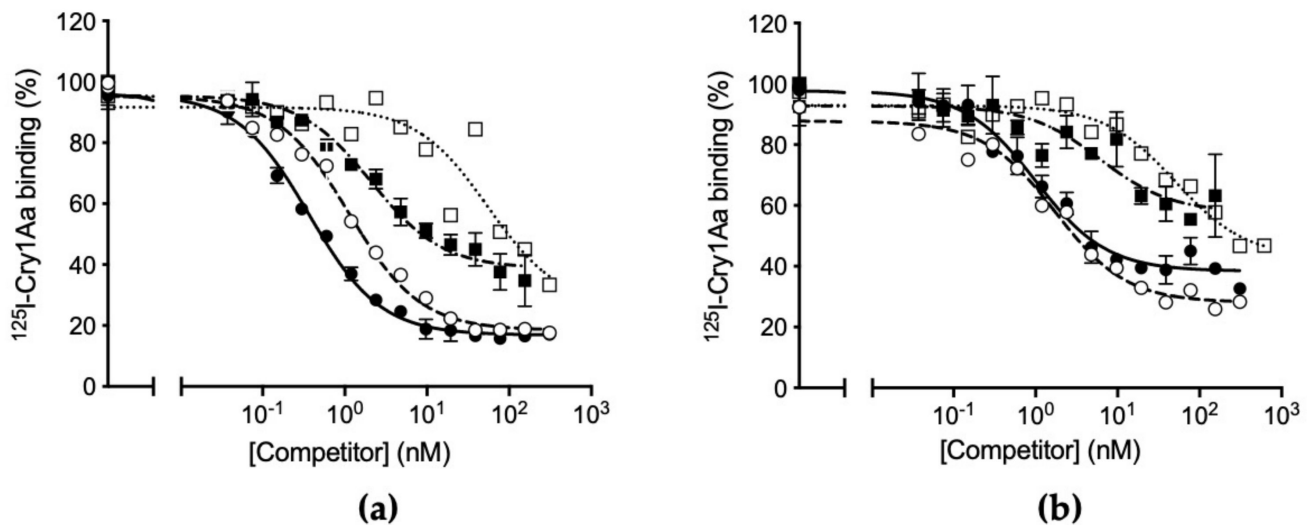 120
100
80
60
40
20
0
¹²⁵I-Cry1Aa binding (%)
10⁻¹ 10⁰ 10¹ 10² 10³
[Competitor] (nM)
(a)
120
100
80
60
40
20
0
¹²⁵I-Cry1Aa binding (%)
10⁻¹ 10⁰ 10¹ 10² 10³
[Competitor] (nM)
(b)